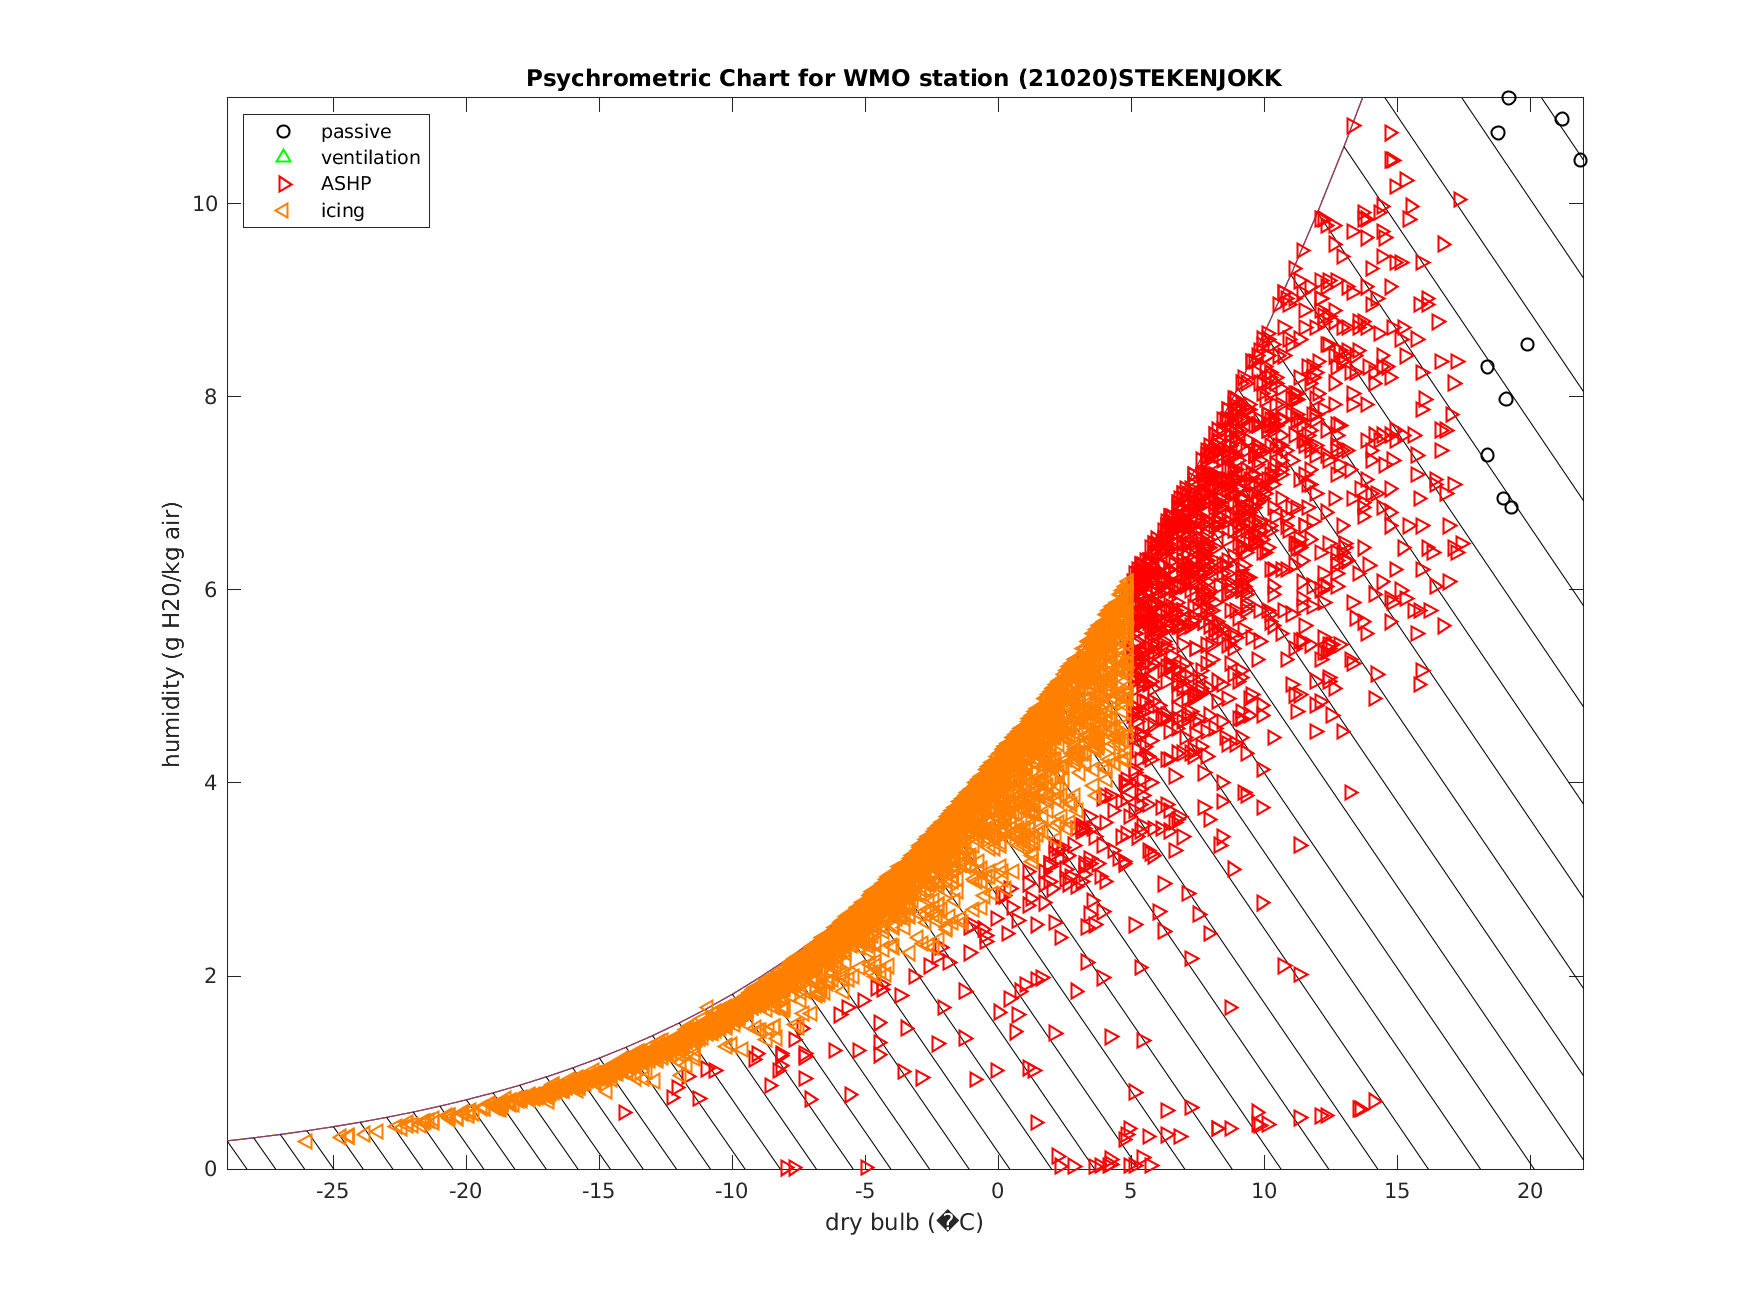 Psychrometric Chart for WMO station (21020)STEKENJOKK
passive
ventilation
ASHP
icing
humidity (g H20/kg air)
10
8
6
4
2
0
-25 -20 -15 -10 -5 0 5 10 15 20
dry bulb (�C)